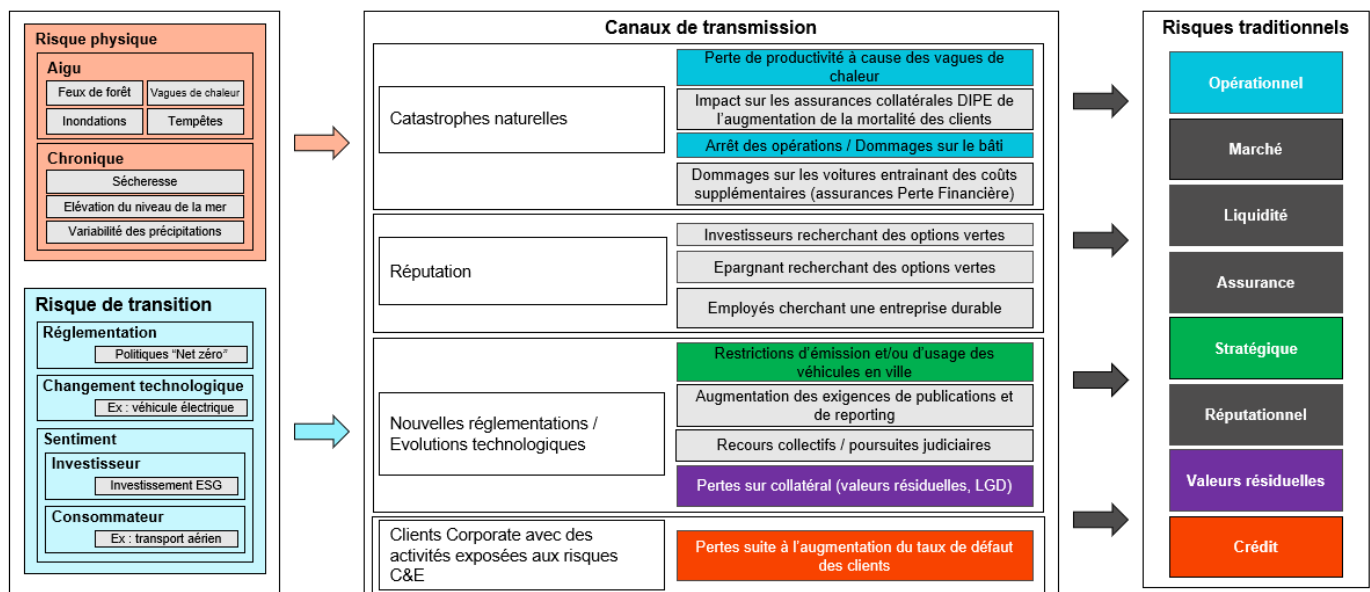 Risque physique
Aigu
Feux de forêt
Vagues de chaleur
Inondations
Tempêtes
Chronique
Sécheresse
Elévation du niveau de la mer
Variabilité des précipitations
Risque de transition
Réglementation
Politiques “Net zéro”
Changement technologique
Ex : véhicule électrique
Sentiment
Investisseur
Investissement ESG
Consommateur
Ex : transport aérien
Canaux de transmission
Catastrophes naturelles
Perte de productivité à cause des vagues de
chaleur
Impact sur les assurances collatérales DIPE de
l’augmentation de la mortalité des clients
Arrêt des opérations / Dommages sur le bâti
Dommages sur les voitures entrainant des coûts
supplémentaires (assurances Perte Financière)
Réputation
Investisseurs recherchant des options vertes
Epargnant recherchant des options vertes
Employés cherchant une entreprise durable
Nouvelles réglementations /
Evolutions technologiques
Restrictions d’émission et/ou d’usage des
véhicules en ville
Augmentation des exigences de publications et
de reporting
Recours collectifs / poursuites judiciaires
Pertes sur collatéral (valeurs résiduelles, LGD)
Clients Corporate avec des
activités exposées aux risques
C&E
Pertes suite à l’augmentation du taux de défaut
des clients
Risques traditionnels
Opérationnel
Marché
Liquidité
Assurance
Stratégique
Réputationnel
Valeurs résiduelles
Crédit